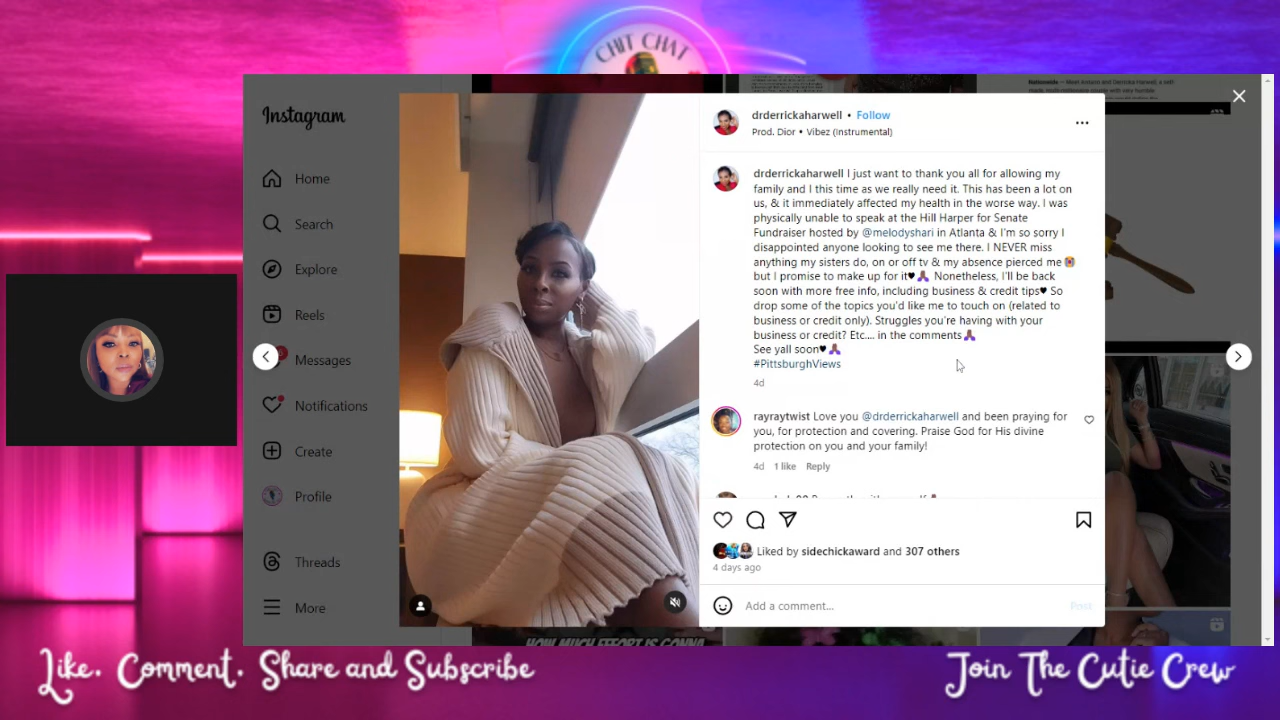 CHIT CHAT
Instagram
Home
Search
Explore
Reels
Messages
Notifications
Create
Profile
Threads
More
drderrickaharwell • Follow
Prod. Dior • Vibez (Instrumental)
drderrickaharwell I just want to thank you all for allowing my
family and I this time as we really need it. This has been a lot on
us, & it immediately affected my health in the worse way. I was
physically unable to speak at the Hill Harper for Senate
Fundraiser hosted by @melodyshari in Atlanta & I'm so sorry I
disappointed anyone looking to see me there. I NEVER miss
anything my sisters do, on or off tv & my absence pierced me
but I promise to make up for it♥ Nonetheless, I'll be back
soon with more free info, including business & credit tips♥ So
drop some of the topics you'd like me to touch on (related to
business or credit only). Struggles you're having with your
business or credit? Etc.... in the comments
See yall soon♥
#PittsburghViews
4d
rayraytwist Love you @drderrickaharwell and been praying for
you, for protection and covering. Praise God for His divine
protection on you and your family!
4d 1 like Reply
Liked by sidechickaward and 307 others
4 days ago
Add a comment...
Post
HOW MUCH EFFORT IS GONNA
Like. Comment. Share and Subscribe
Join The Cutie Crew